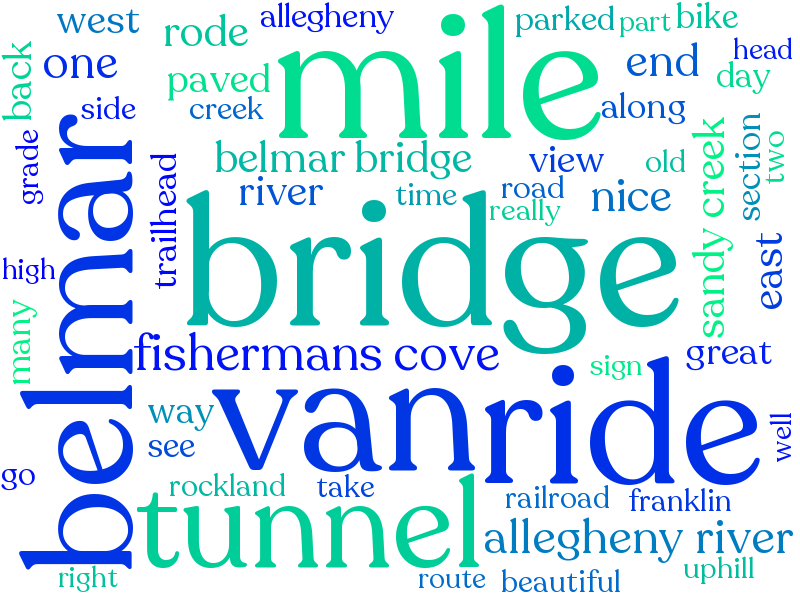 west
rode
allegheny
mile
parked
part
bike
back
one
paved
end
head
day
side
creek
along
grade
belmar
trailhead
belmar bridge
view
old
sandy creek
section
two
river
time
road
really
nice
bridge
east
high
many
fishermans cove
sign
great
way
van
ride
see
well
go
rockland
take
tunnel
railroad
franklin
allegheny river
right
route
beautiful
uphill